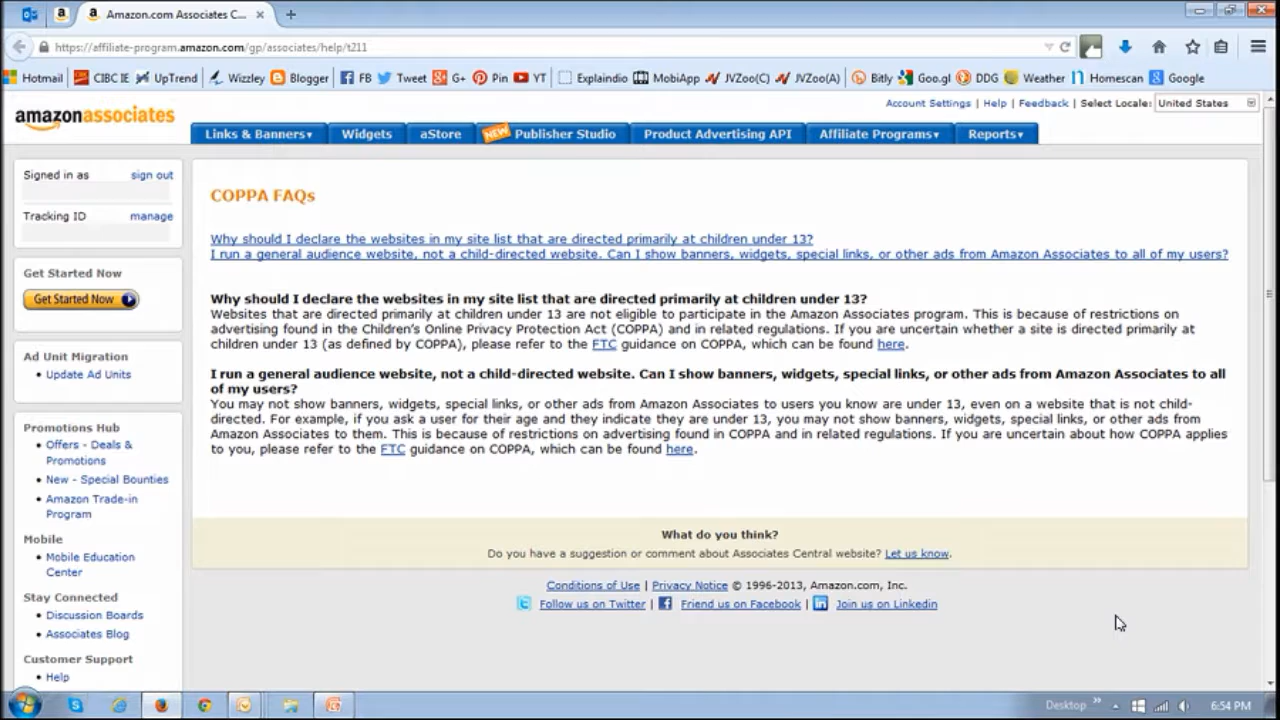 Amazon.com Associates C...
https://affiliate-program.amazon.com/gp/associates/help/t211
Hotmail CIBC IE UpTrend Wizzley Blogger FB Tweet G+ Pin YT Explaindio MobiApp JVZoo(C) JVZoo(A) Bitly Goo.gl DDG Weather Homescan Google
amazonassociates
Account Settings | Help | Feedback | Select Locale: United States
Links & Banners Widgets aStore NEW Publisher Studio Product Advertising API Affiliate Programs Reports
Signed in as sign out
Tracking ID manage
Get Started Now
Get Started Now
Ad Unit Migration
• Update Ad Units
Promotions Hub
• Offers - Deals &
Promotions
• New - Special Bounties
• Amazon Trade-in
Program
Mobile
• Mobile Education
Center
Stay Connected
• Discussion Boards
• Associates Blog
Customer Support
• Help
COPPA FAQs
Why should I declare the websites in my site list that are directed primarily at children under 13?
I run a general audience website, not a child-directed website. Can I show banners, widgets, special links, or other ads from Amazon Associates to all of my users?
Why should I declare the websites in my site list that are directed primarily at children under 13?
Websites that are directed primarily at children under 13 are not eligible to participate in the Amazon Associates program. This is because of restrictions on
advertising found in the Children's Online Privacy Protection Act (COPPA) and in related regulations. If you are uncertain whether a site is directed primarily at
children under 13 (as defined by COPPA), please refer to the FTC guidance on COPPA, which can be found here.
I run a general audience website, not a child-directed website. Can I show banners, widgets, special links, or other ads from Amazon Associates to all
of my users?
You may not show banners, widgets, special links, or other ads from Amazon Associates to users you know are under 13, even on a website that is not child-
directed. For example, if you ask a user for their age and they indicate they are under 13, you may not show banners, widgets, special links, or other ads from
Amazon Associates to them. This is because of restrictions on advertising found in COPPA and in related regulations. If you are uncertain about how COPPA applies
to you, please refer to the FTC guidance on COPPA, which can be found here.
What do you think?
Do you have a suggestion or comment about Associates Central website? Let us know.
Conditions of Use | Privacy Notice © 1996-2013, Amazon.com, Inc.
Follow us on Twitter | Friend us on Facebook | Join us on Linkedin
Desktop 6:54 PM